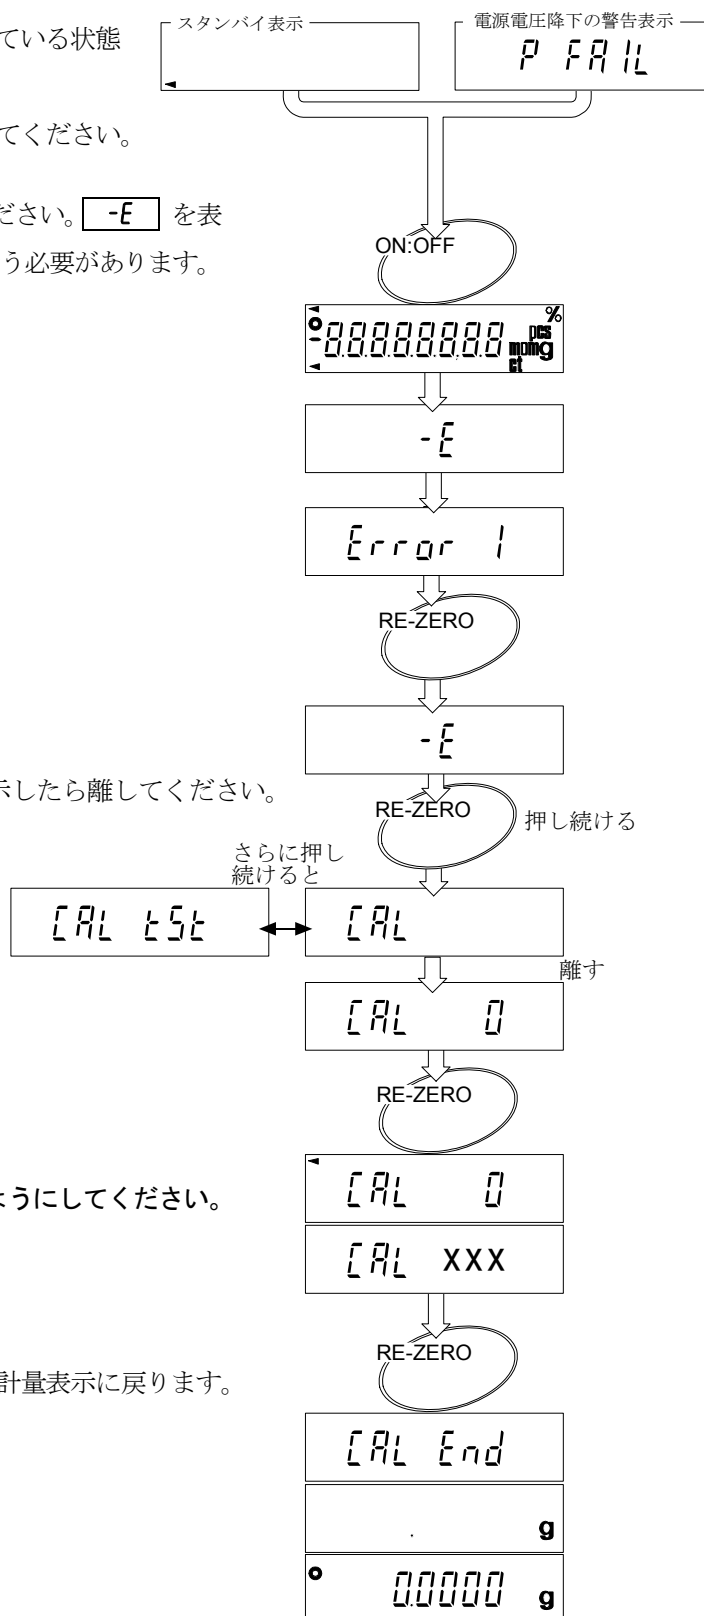 スタンバイ表示
電源電圧降下の警告表示
ている状態
P FAIL
てください。
ださい。 -E を表
う必要があります。
ON:OFF
%
-8.8.8.8.8.8.8.8 pcs
mommg
ct
-E
Error 1
RE-ZERO
-E
示したら離してください。
RE-ZERO
押し続ける
さらに押し
続けると
CAL tSt
CAL
離す
CAL 0
RE-ZERO
CAL 0
ようにしてください。
CAL XXX
RE-ZERO
計量表示に戻ります。
CAL End
. g
0.0000 g